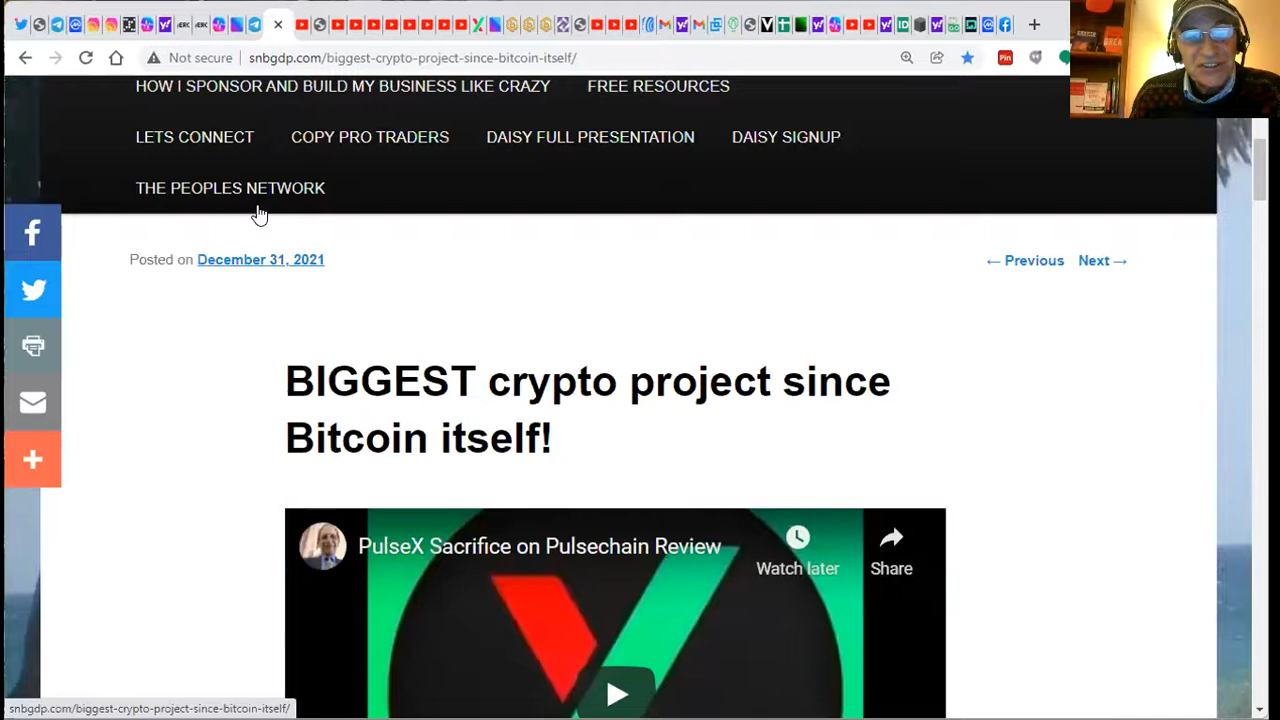 Not secure
snbgdp.com/biggest-crypto-project-since-bitcoin-itself/
Pin
HOW I SPONSOR AND BUILD MY BUSINESS LIKE CRAZY
FREE RESOURCES
LETS CONNECT
COPY PRO TRADERS
DAISY FULL PRESENTATION
DAISY SIGNUP
THE PEOPLES NETWORK
Posted on December 31, 2021
← Previous
Next →
BIGGEST crypto project since
Bitcoin itself!
PulseX Sacrifice on Pulsechain Review
Watch later
Share
snbgdp.com/biggest-crypto-project-since-bitcoin-itself/